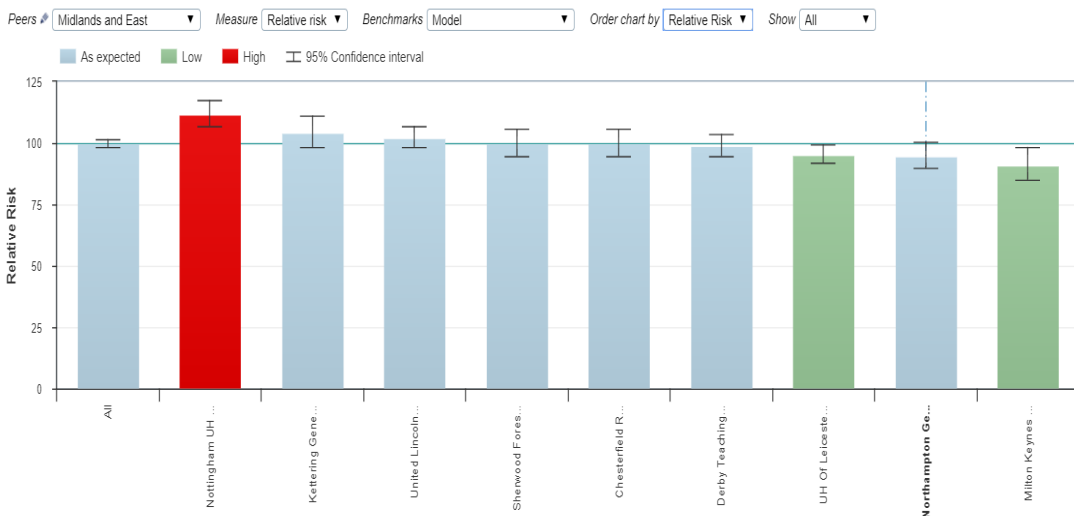 Peers Midlands and East Measure Relative risk Benchmarks Model Order chart by Relative Risk Show All
As expected Low High 95% Confidence interval
Relative Risk
125
100
75
50
25
0
All
Nottingham UH ...
Kettering Gene...
United Lincoln...
Sherwood Fores...
Chesterfield R...
Derby Teaching...
UH Of Leiceste...
Northampton Ge...
Milton Keynes ...